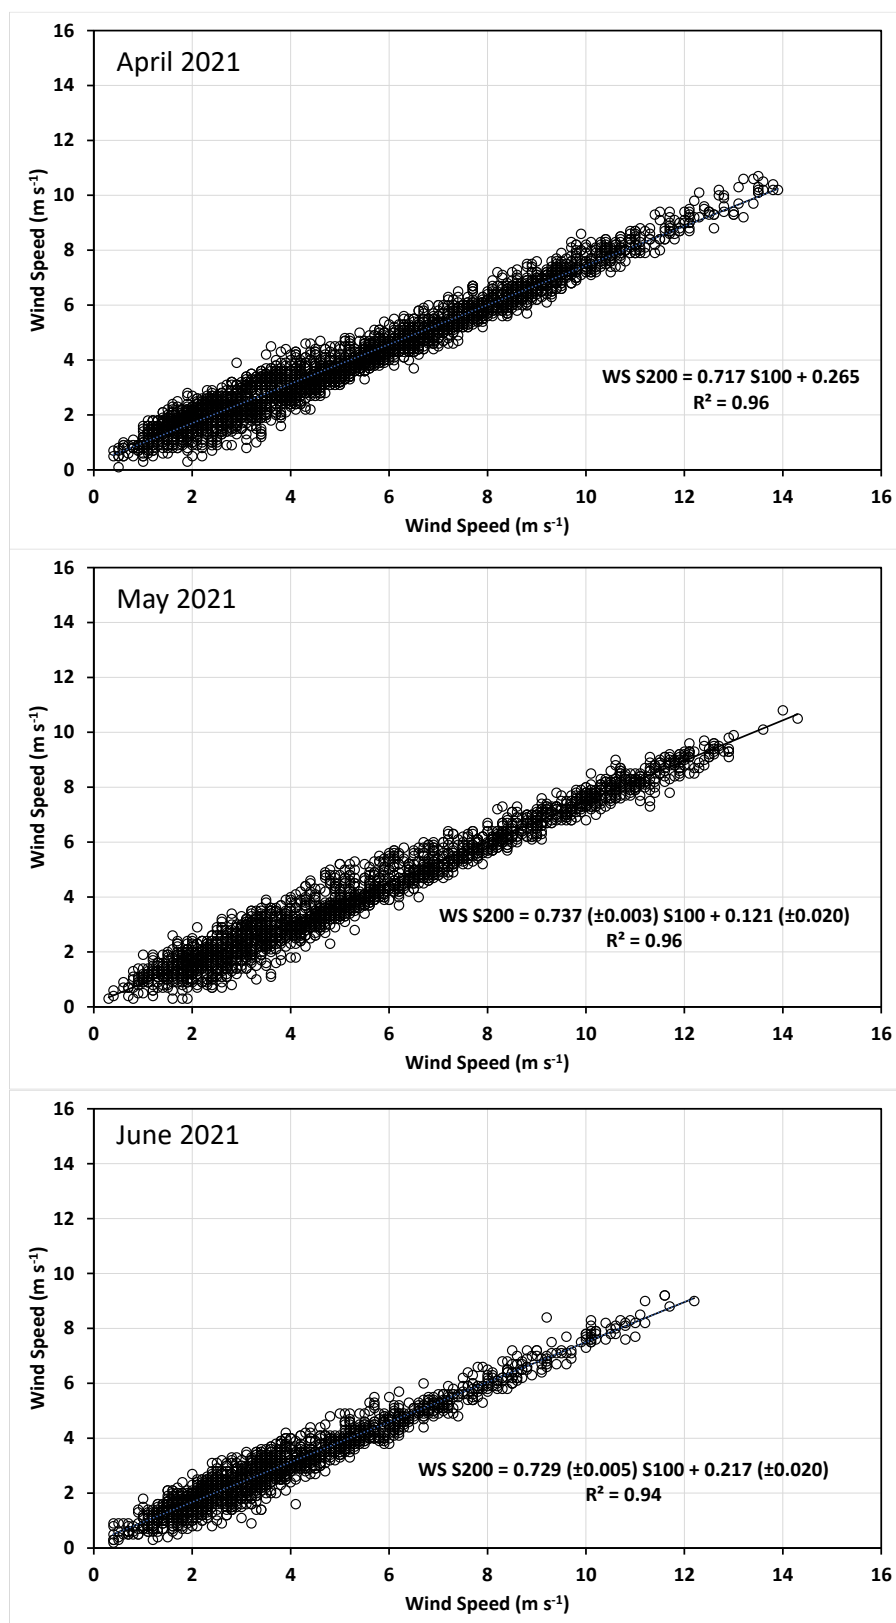 April 2021
16
14
12
10
8
6
4
2
0
Wind Speed (m s-1)
WS S200 = 0.717 S100 + 0.265
R² = 0.96
0 2 4 6 8 10 12 14 16
Wind Speed (m s-1)
May 2021
16
14
12
10
8
6
4
2
0
Wind Speed (m s-1)
WS S200 = 0.737 (±0.003) S100 + 0.121 (±0.020)
R² = 0.96
0 2 4 6 8 10 12 14 16
Wind Speed (m s-1)
June 2021
16
14
12
10
8
6
4
2
0
Wind Speed (m s-1)
WS S200 = 0.729 (±0.005) S100 + 0.217 (±0.020)
R² = 0.94
0 2 4 6 8 10 12 14 16
Wind Speed (m s-1)